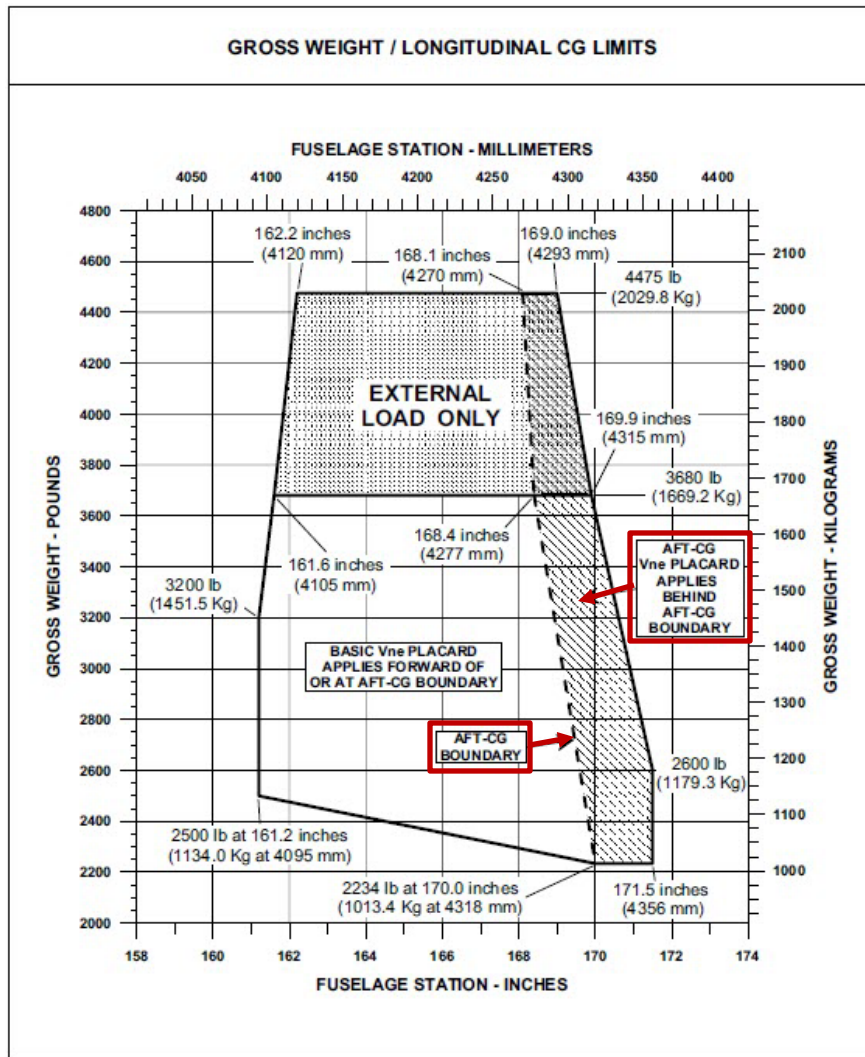 GROSS WEIGHT / LONGITUDINAL CG LIMITS
FUSELAGE STATION - MILLIMETERS
4050 4100 4150 4200 4250 4300 4350 4400
4800
4600
4400
4200
4000
3800
3600
3400
3200
3000
2800
2600
2400
2200
2000
GROSS WEIGHT - POUNDS
162.2 inches
(4120 mm)
168.1 inches
(4270 mm)
169.0 inches
(4293 mm)
4475 lb
(2029.8 Kg)
EXTERNAL
LOAD ONLY
169.9 inches
(4315 mm)
3680 lb
(1669.2 Kg)
161.6 inches
(4105 mm)
168.4 inches
(4277 mm)
3200 lb
(1451.5 Kg)
AFT-CG
Vne PLACARD
APPLIES
BEHIND
AFT-CG
BOUNDARY
BASIC Vne PLACARD
APPLIES FORWARD OF
OR AT AFT-CG BOUNDARY
AFT-CG
BOUNDARY
2600 lb
(1179.3 Kg)
2500 lb at 161.2 inches
(1134.0 Kg at 4095 mm)
2234 lb at 170.0 inches
(1013.4 Kg at 4318 mm)
171.5 inches
(4356 mm)
2100
2000
1900
1800
1700
1600
1500
1400
1300
1200
1100
1000
GROSS WEIGHT - KILOGRAMS
158 160 162 164 166 168 170 172 174
FUSELAGE STATION - INCHES